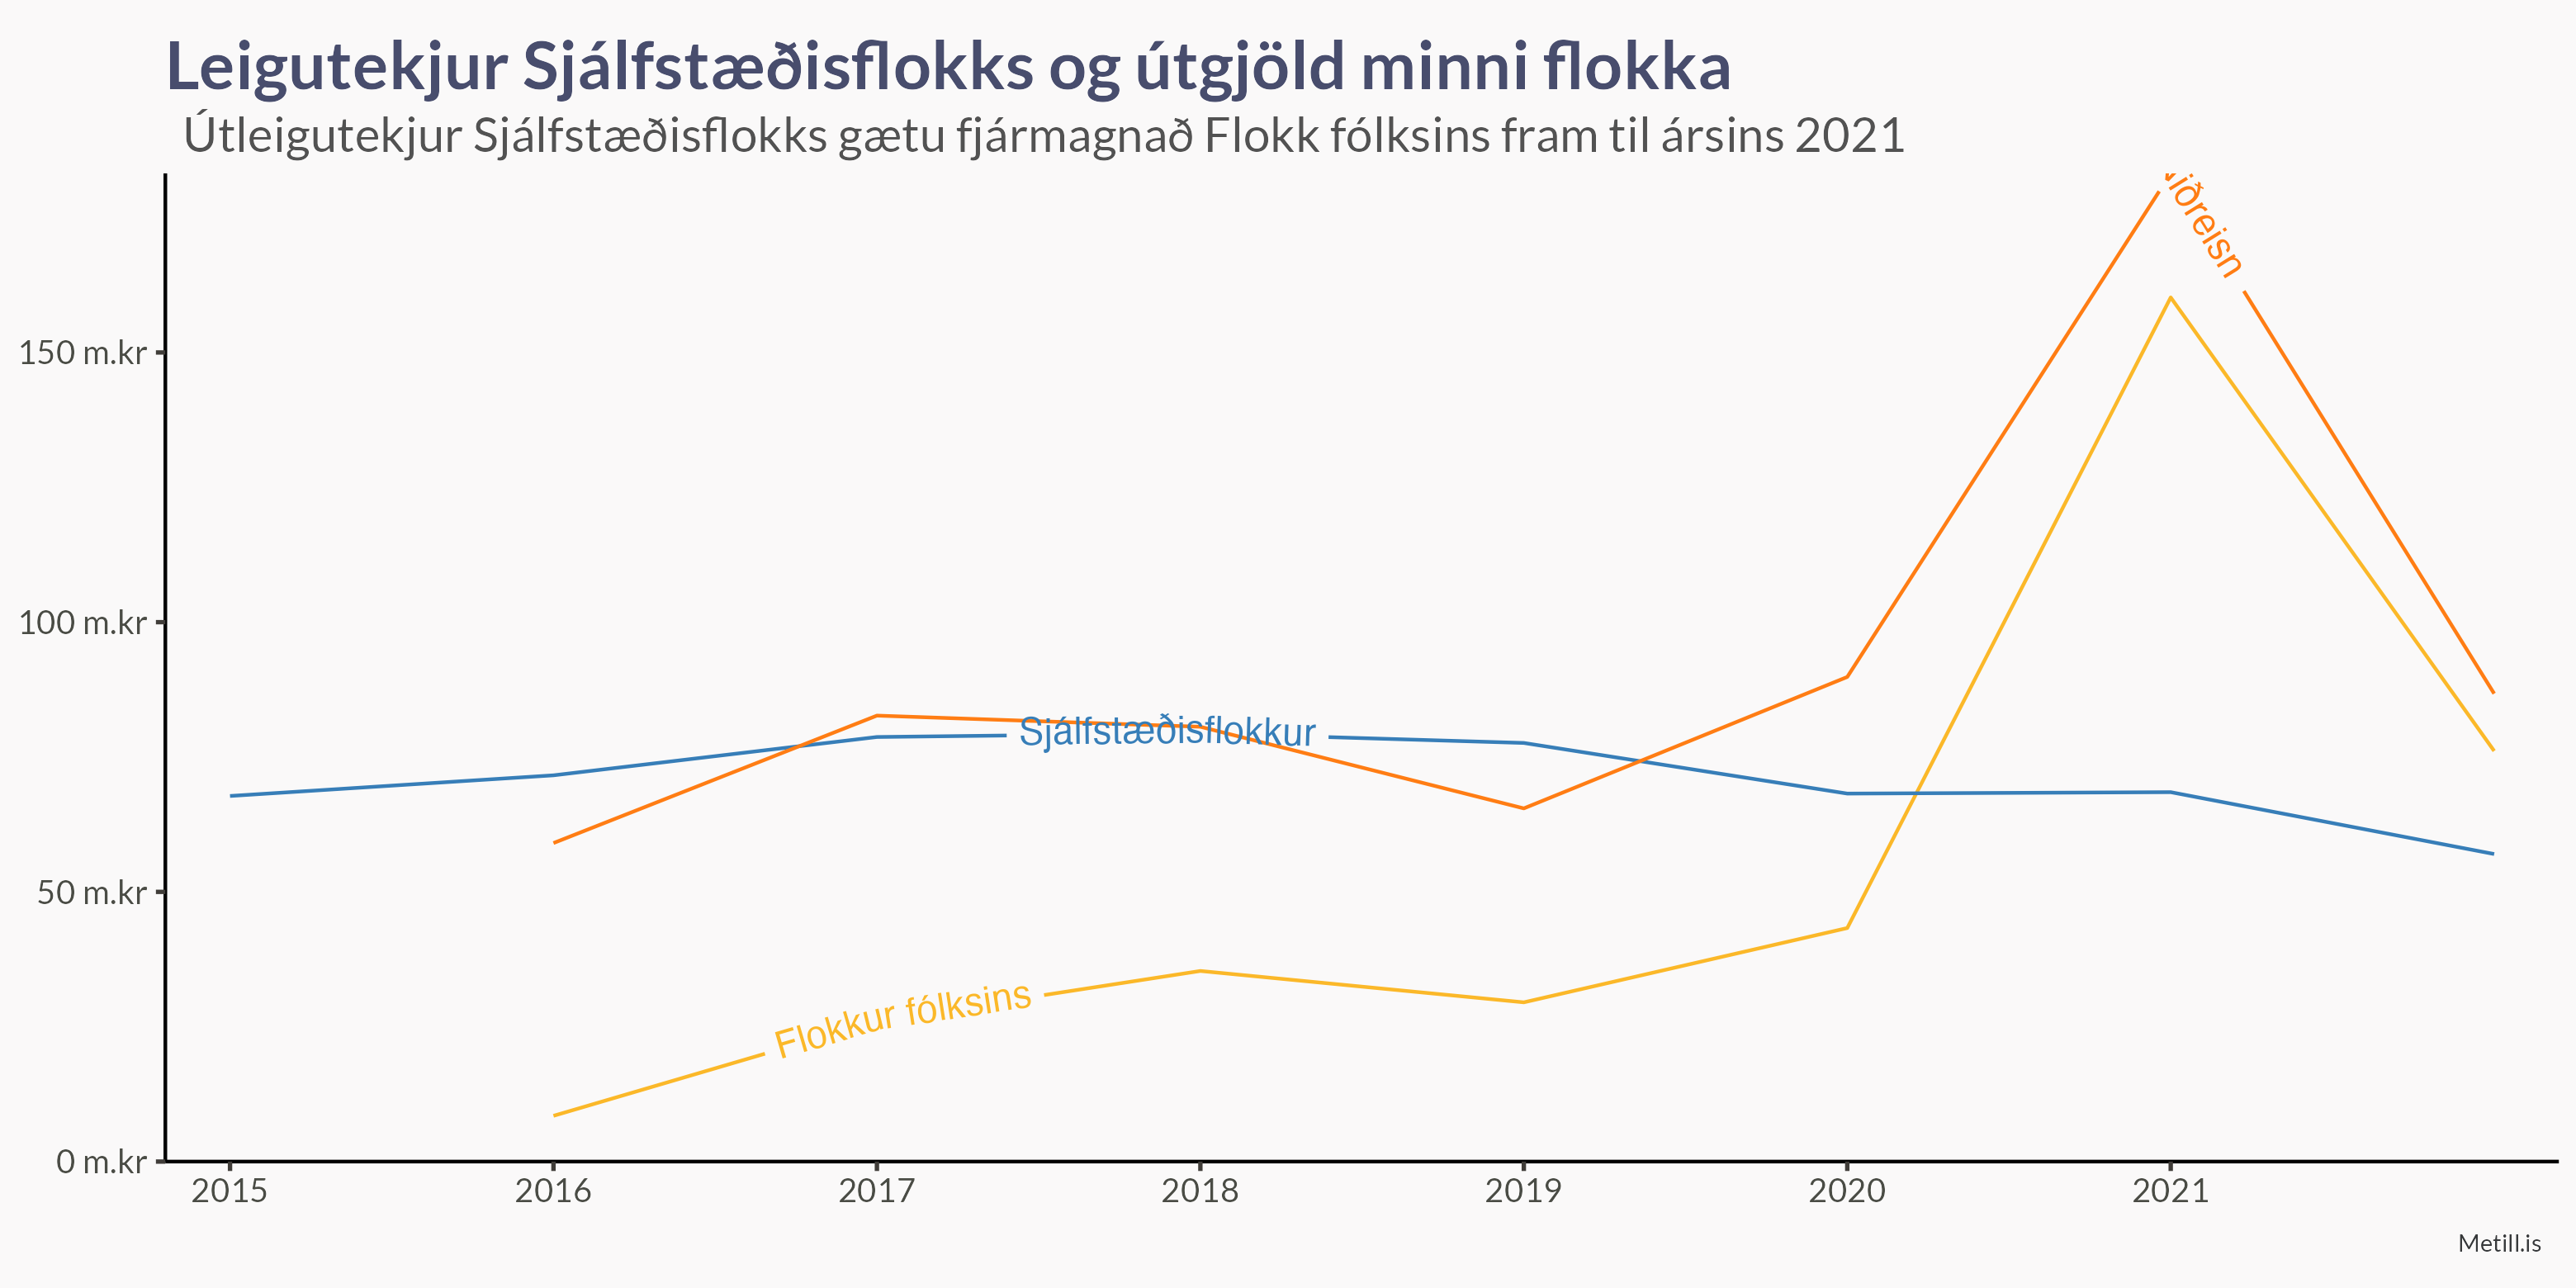 Leigutekjur Sjálfstæðisflokks og útgjöld minni flokka
Útleigutekjur Sjálfstæðisflokks gætu fjármagnað Flokk fólksins fram til ársins 2021
150 m.kr
100 m.kr
50 m.kr
0 m.kr
Viðreisn
Sjálfstæðisflokkur
Flokkur fólksins
2015 2016 2017 2018 2019 2020 2021
Metill.is